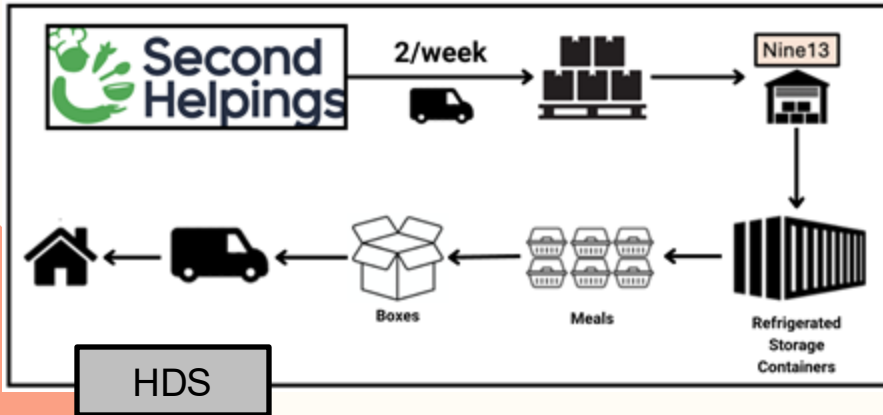 Second
Helpings
2/week
Nine13
Boxes
Meals
Refrigerated
Storage
Containers
HDS